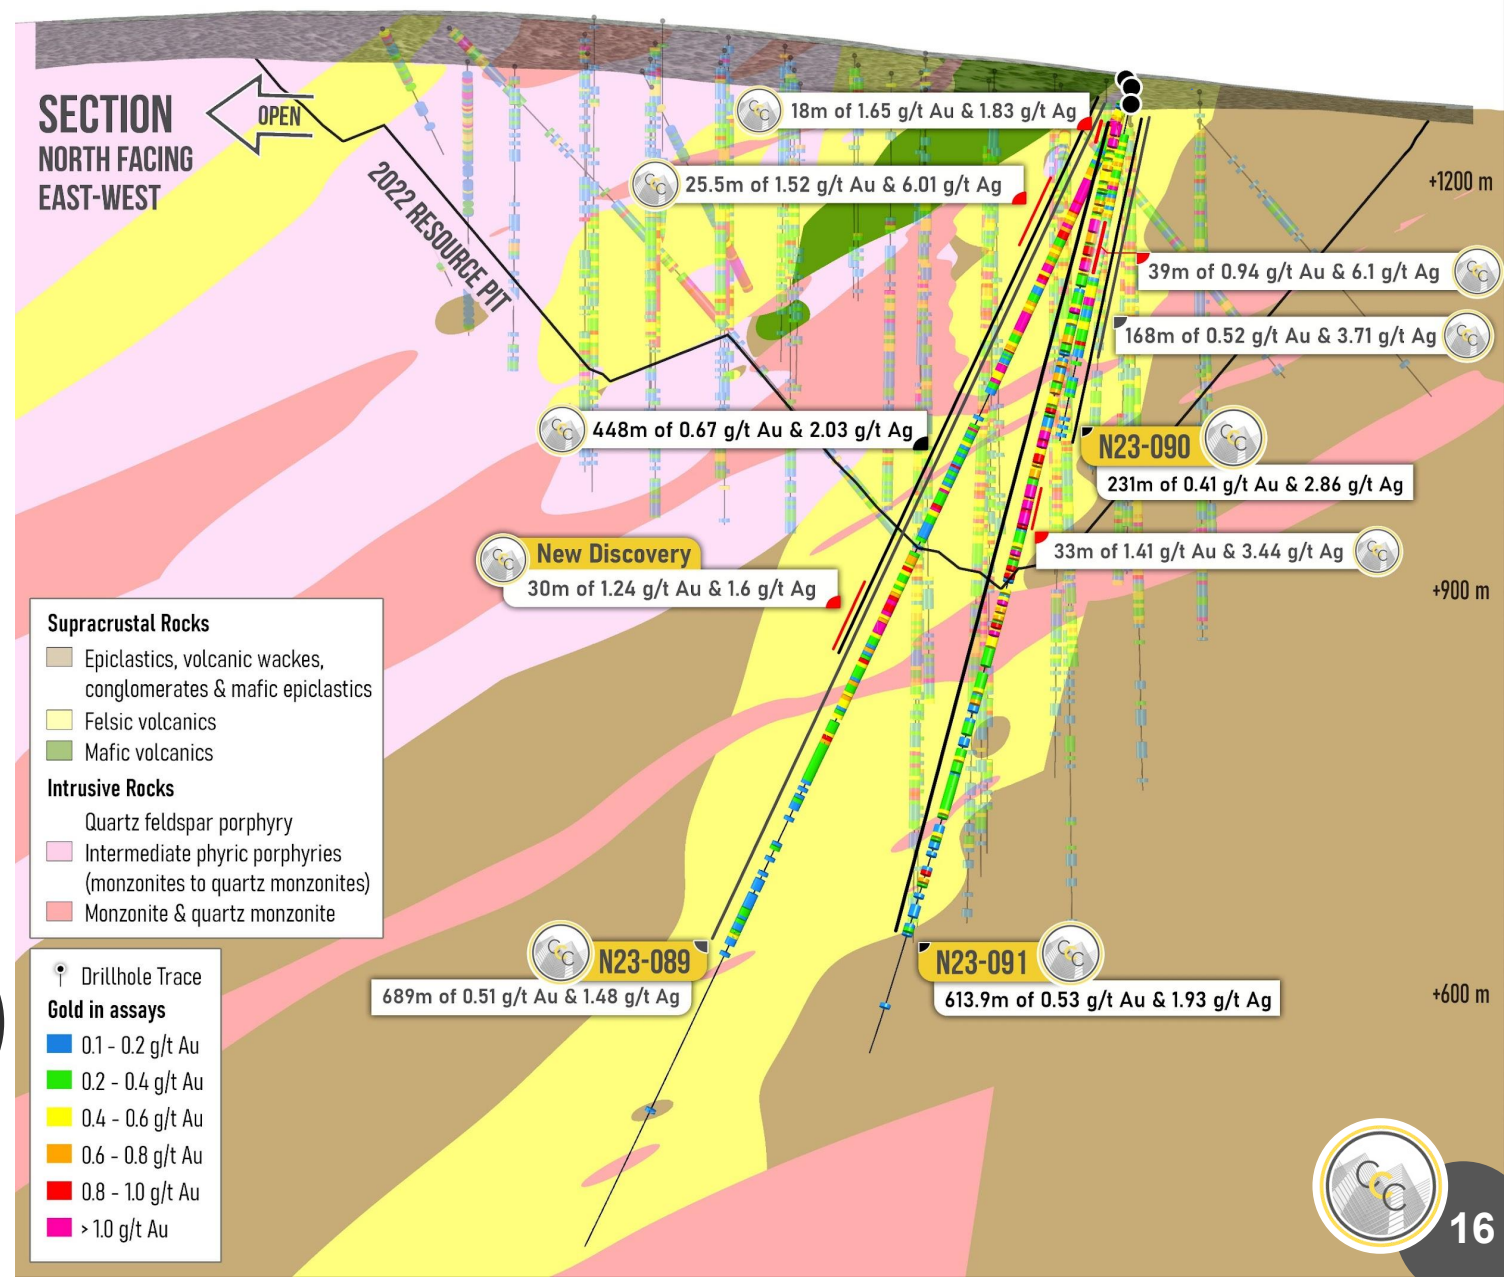 SECTION
NORTH FACING
EAST-WEST
OPEN
2022 RESOURCE PIT
18m of 1.65 g/t Au & 1.83 g/t Ag
25.5m of 1.52 g/t Au & 6.01 g/t Ag
+1200 m
39m of 0.94 g/t Au & 6.1 g/t Ag
168m of 0.52 g/t Au & 3.71 g/t Ag
448m of 0.67 g/t Au & 2.03 g/t Ag
N23-090
231m of 0.41 g/t Au & 2.86 g/t Ag
New Discovery
30m of 1.24 g/t Au & 1.6 g/t Ag
33m of 1.41 g/t Au & 3.44 g/t Ag
+900 m
Supracrustal Rocks
Epiclastics, volcanic wackes,
conglomerates & mafic epiclastics
Felsic volcanics
Mafic volcanics
Intrusive Rocks
Quartz feldspar porphyry
Intermediate phyric porphyries
(monzonites to quartz monzonites)
Monzonite & quartz monzonite
N23-089
689m of 0.51 g/t Au & 1.48 g/t Ag
N23-091
613.9m of 0.53 g/t Au & 1.93 g/t Ag
+600 m
Drillhole Trace
Gold in assays
0.1 - 0.2 g/t Au
0.2 - 0.4 g/t Au
0.4 - 0.6 g/t Au
0.6 - 0.8 g/t Au
0.8 - 1.0 g/t Au
> 1.0 g/t Au
CCC
16